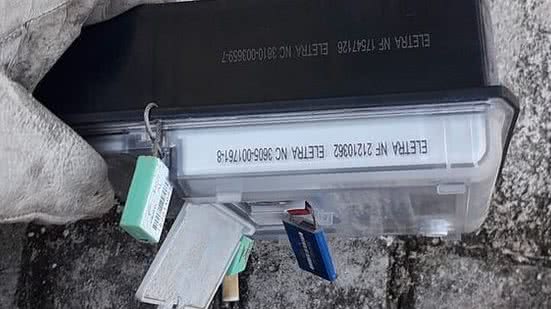 ELETRA NF 17547126 ELETRA NC 3810-003659-7
ELETRA NF 21210362 ELETRA NC 3605-001761-8